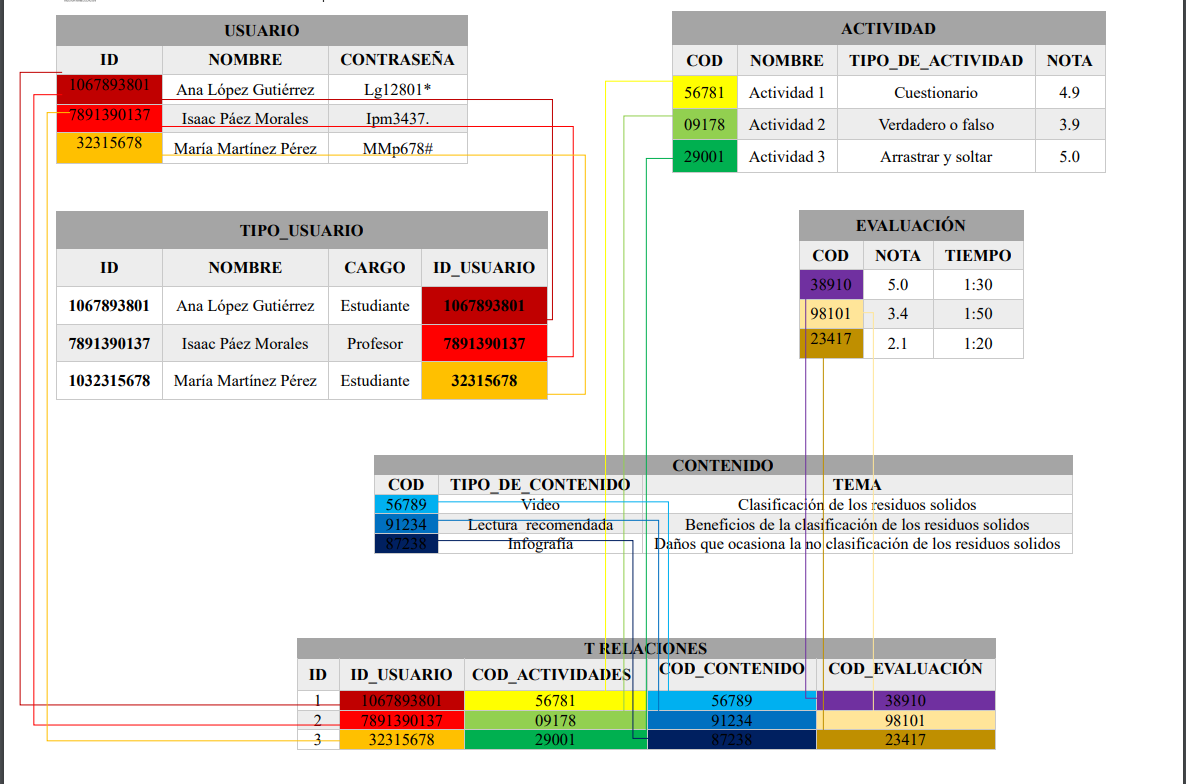 USUARIO
ID NOMBRE CONTRASEÑA
1067893801 Ana López Gutiérrez Lg12801*
7891390137 Isaac Páez Morales Ipm3437.
32315678 María Martínez Pérez MMp678#
ACTIVIDAD
COD NOMBRE TIPO_DE_ACTIVIDAD NOTA
56781 Actividad 1 Cuestionario 4.9
09178 Actividad 2 Verdadero o falso 3.9
29001 Actividad 3 Arrastrar y soltar 5.0
TIPO_USUARIO
ID NOMBRE CARGO ID_USUARIO
1067893801 Ana López Gutiérrez Estudiante 1067893801
7891390137 Isaac Páez Morales Profesor 7891390137
1032315678 María Martínez Pérez Estudiante 32315678
EVALUACIÓN
COD NOTA TIEMPO
38910 5.0 1:30
98101 3.4 1:50
23417 2.1 1:20
CONTENIDO
COD TIPO_DE_CONTENIDO TEMA
56789 Video Clasificación de los residuos solidos
91234 Lectura recomendada Beneficios de la clasificación de los residuos solidos
87238 Infografía Daños que ocasiona la no clasificación de los residuos solidos
T RELACIONES
ID ID_USUARIO COD_ACTIVIDADES COD_CONTENIDO COD_EVALUACIÓN
1 1067893801 56781 56789 38910
2 7891390137 09178 91234 98101
3 32315678 29001 87238 23417